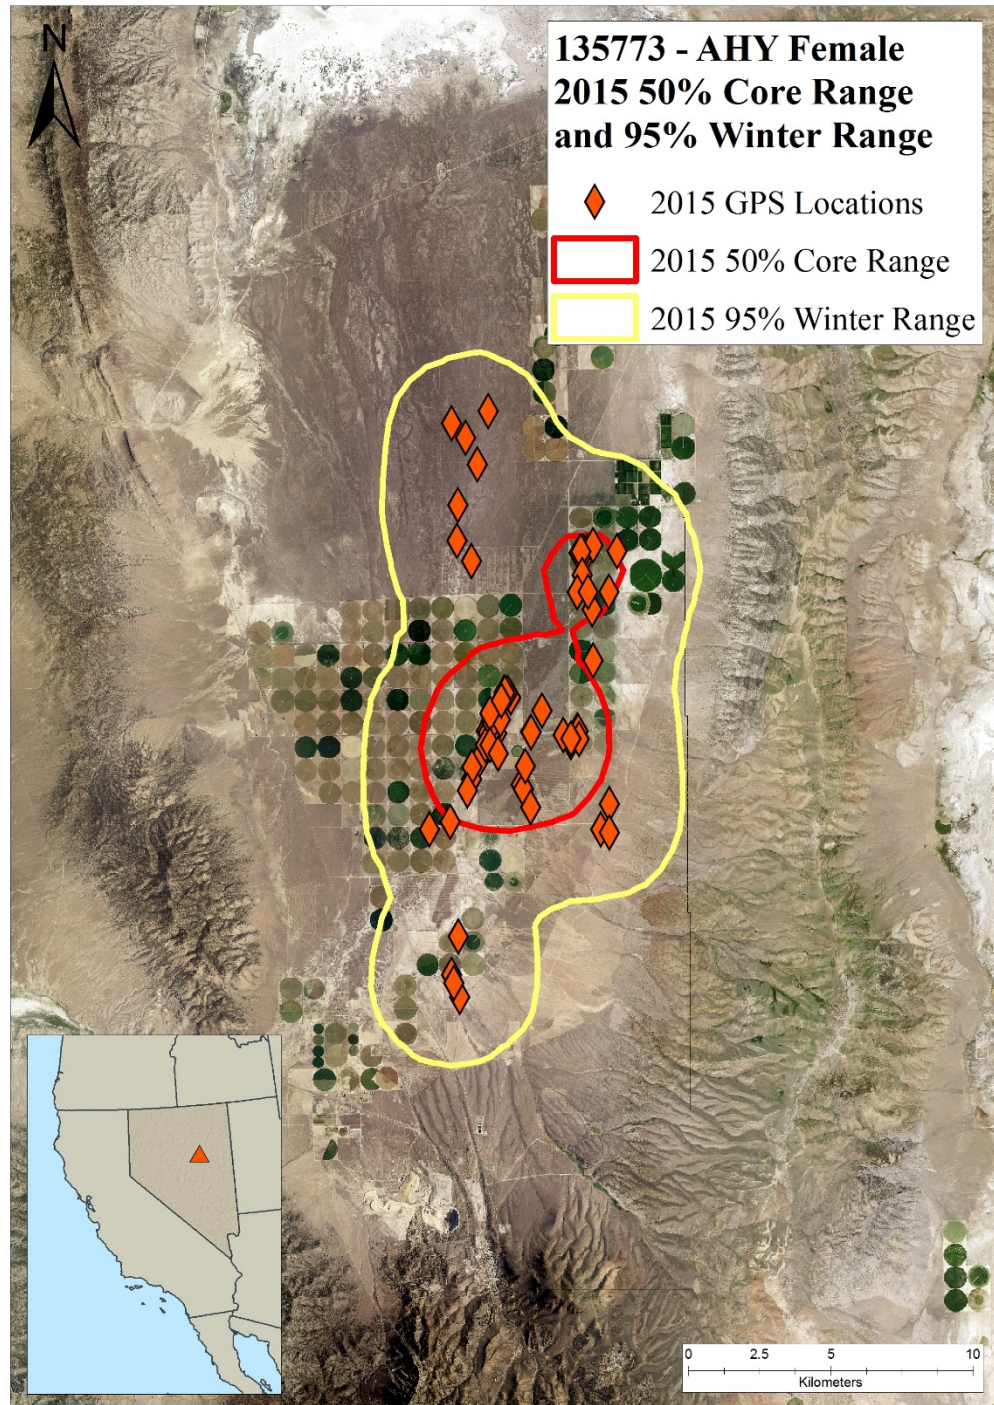 N
135773 - AHY Female
2015 50% Core Range
and 95% Winter Range
2015 GPS Locations
2015 50% Core Range
2015 95% Winter Range
0 2.5 5 10
Kilometers